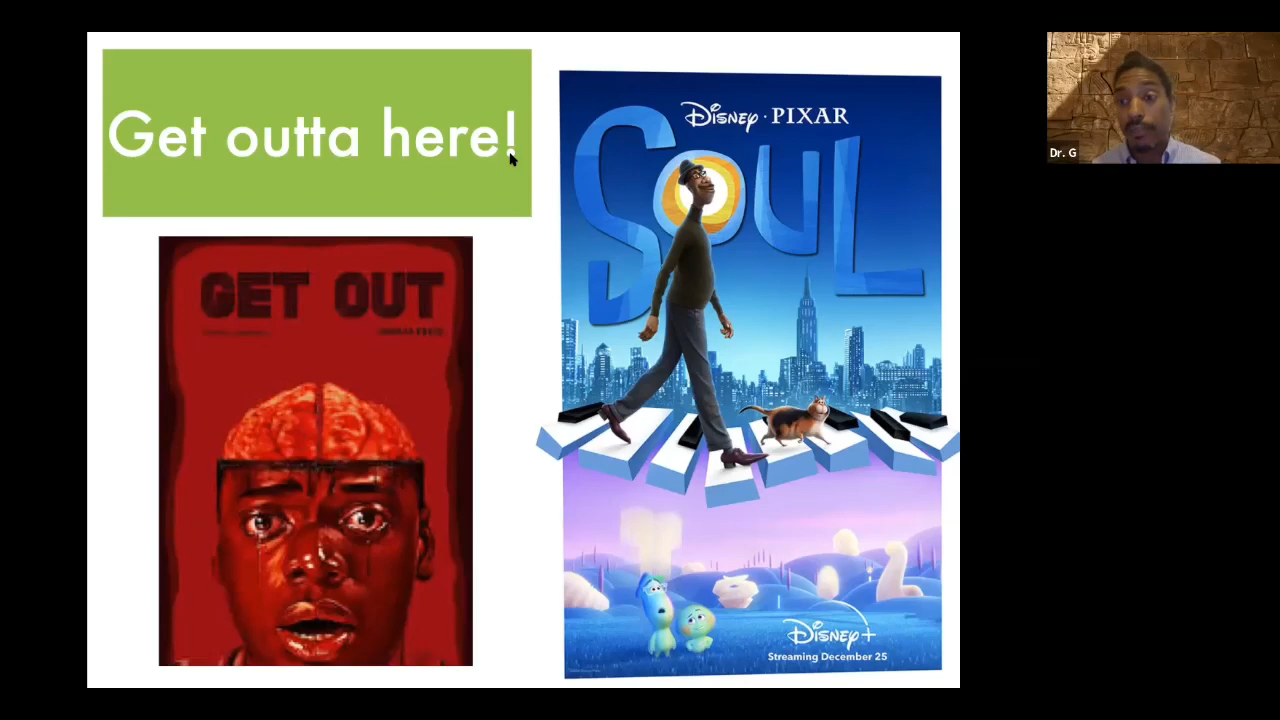 Get outta here!
GET OUT
DISNEY · PIXAR
SOUL
DISNEY+
Streaming December 25
Dr. G